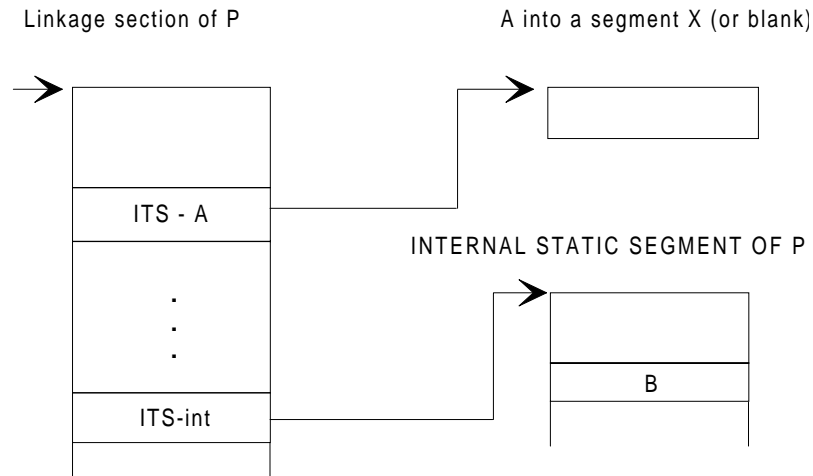 Linkage section of P
A into a segment X (or blank)
ITS - A
INTERNAL STATIC SEGMENT OF P
.
.
.
B
ITS-int